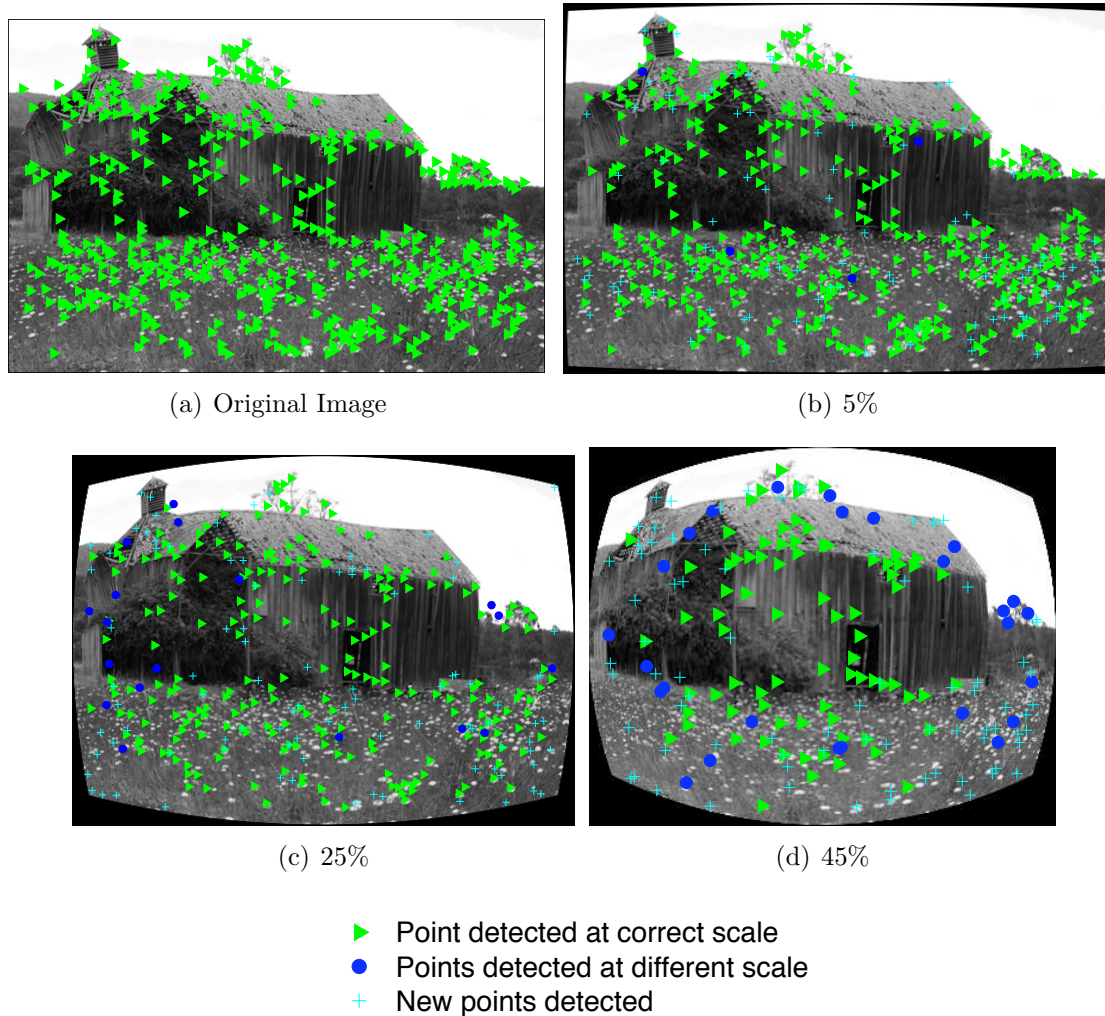 (a) Original Image
(b) 5%
(c) 25%
(d) 45%
Point detected at correct scale
Points detected at different scale
New points detected